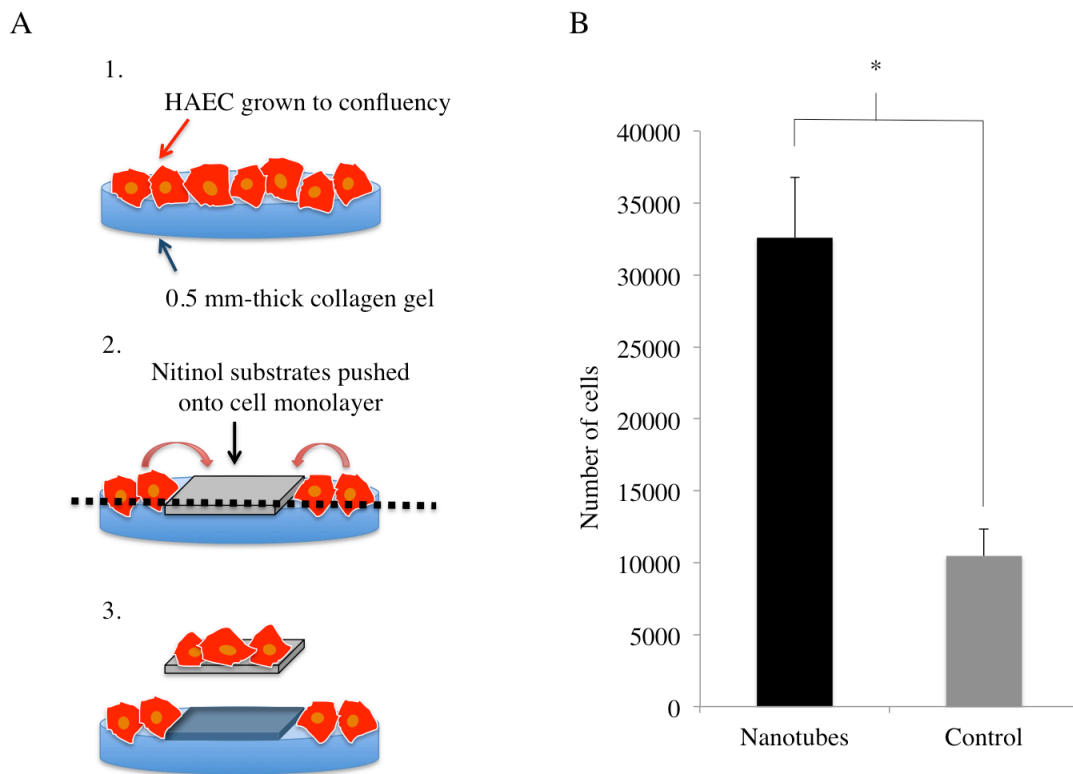 A
1.
HAEC grown to confluency
0.5 mm-thick collagen gel
2.
Nitinol substrates pushed
onto cell monolayer
3.
B
*
40000
35000
30000
25000
20000
15000
10000
5000
0
Number of cells
Nanotubes
Control